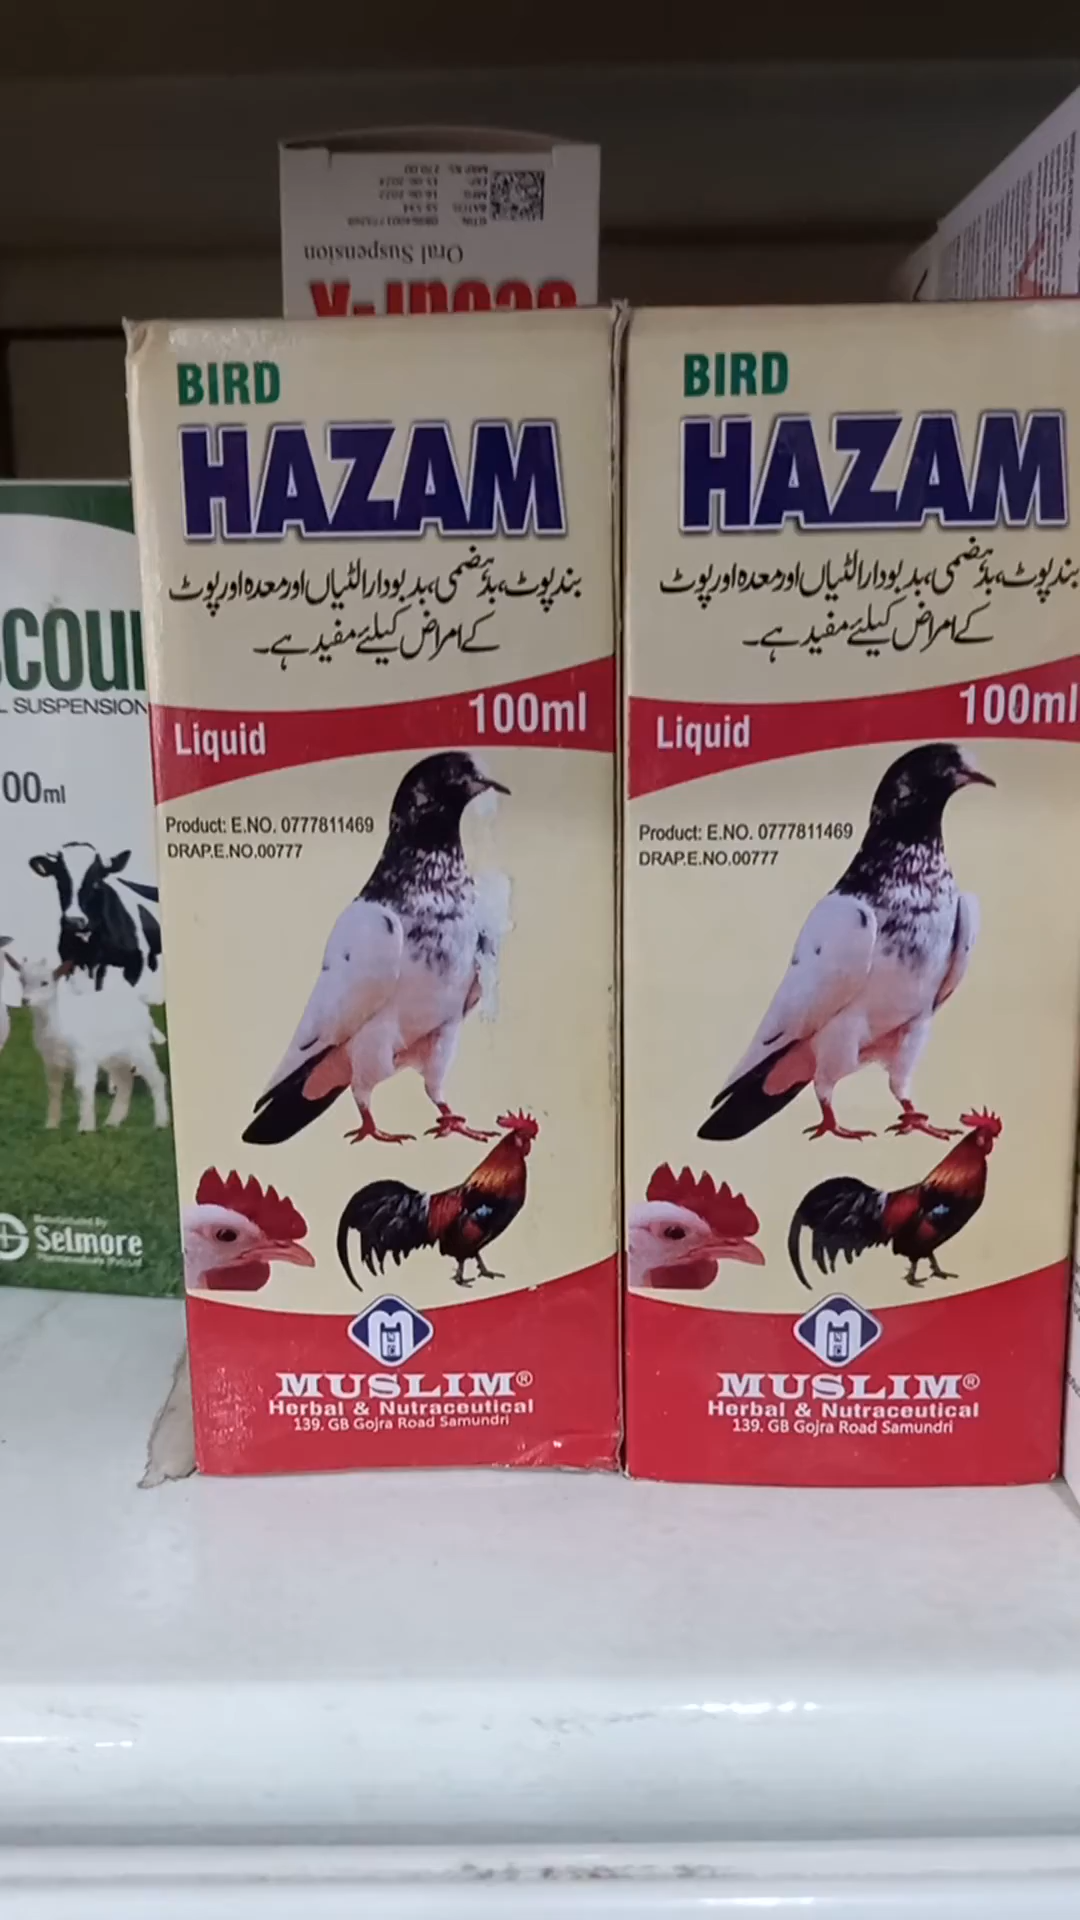 Oral Suspension
BIRD
HAZAM
بند پوٹ، بدہضمی، بدبودار الٹیاں اور معدہ اور پوٹ
کے امراض کیلئے مفید ہے۔
Liquid
100ml
Product: E.NO. 0777811469
DRAP.E.NO.00777
MUSLIM®
Herbal & Nutraceutical
139. GB Gojra Road Samundri
BIRD
HAZAM
بند پوٹ، بدہضمی، بدبودار الٹیاں اور معدہ اور پوٹ
کے امراض کیلئے مفید ہے۔
Liquid
100ml
Product: E.NO. 0777811469
DRAP.E.NO.00777
MUSLIM®
Herbal & Nutraceutical
139. GB Gojra Road Samundri
SUSPENSION
00ml
Selmore